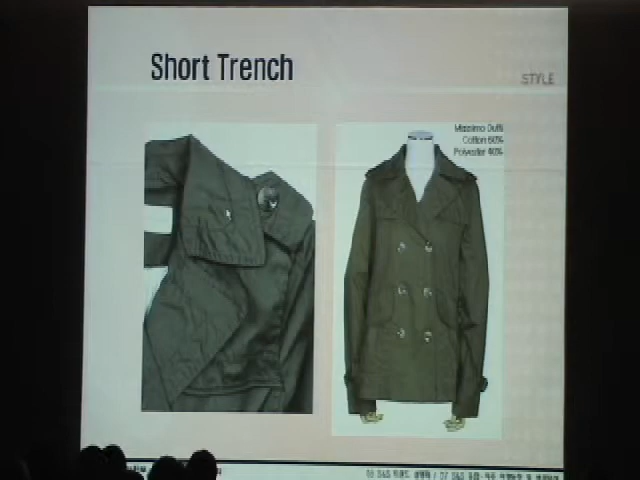 Short Trench
STYLE
Massimo Dutti
Cotton 60%
Polyester 40%